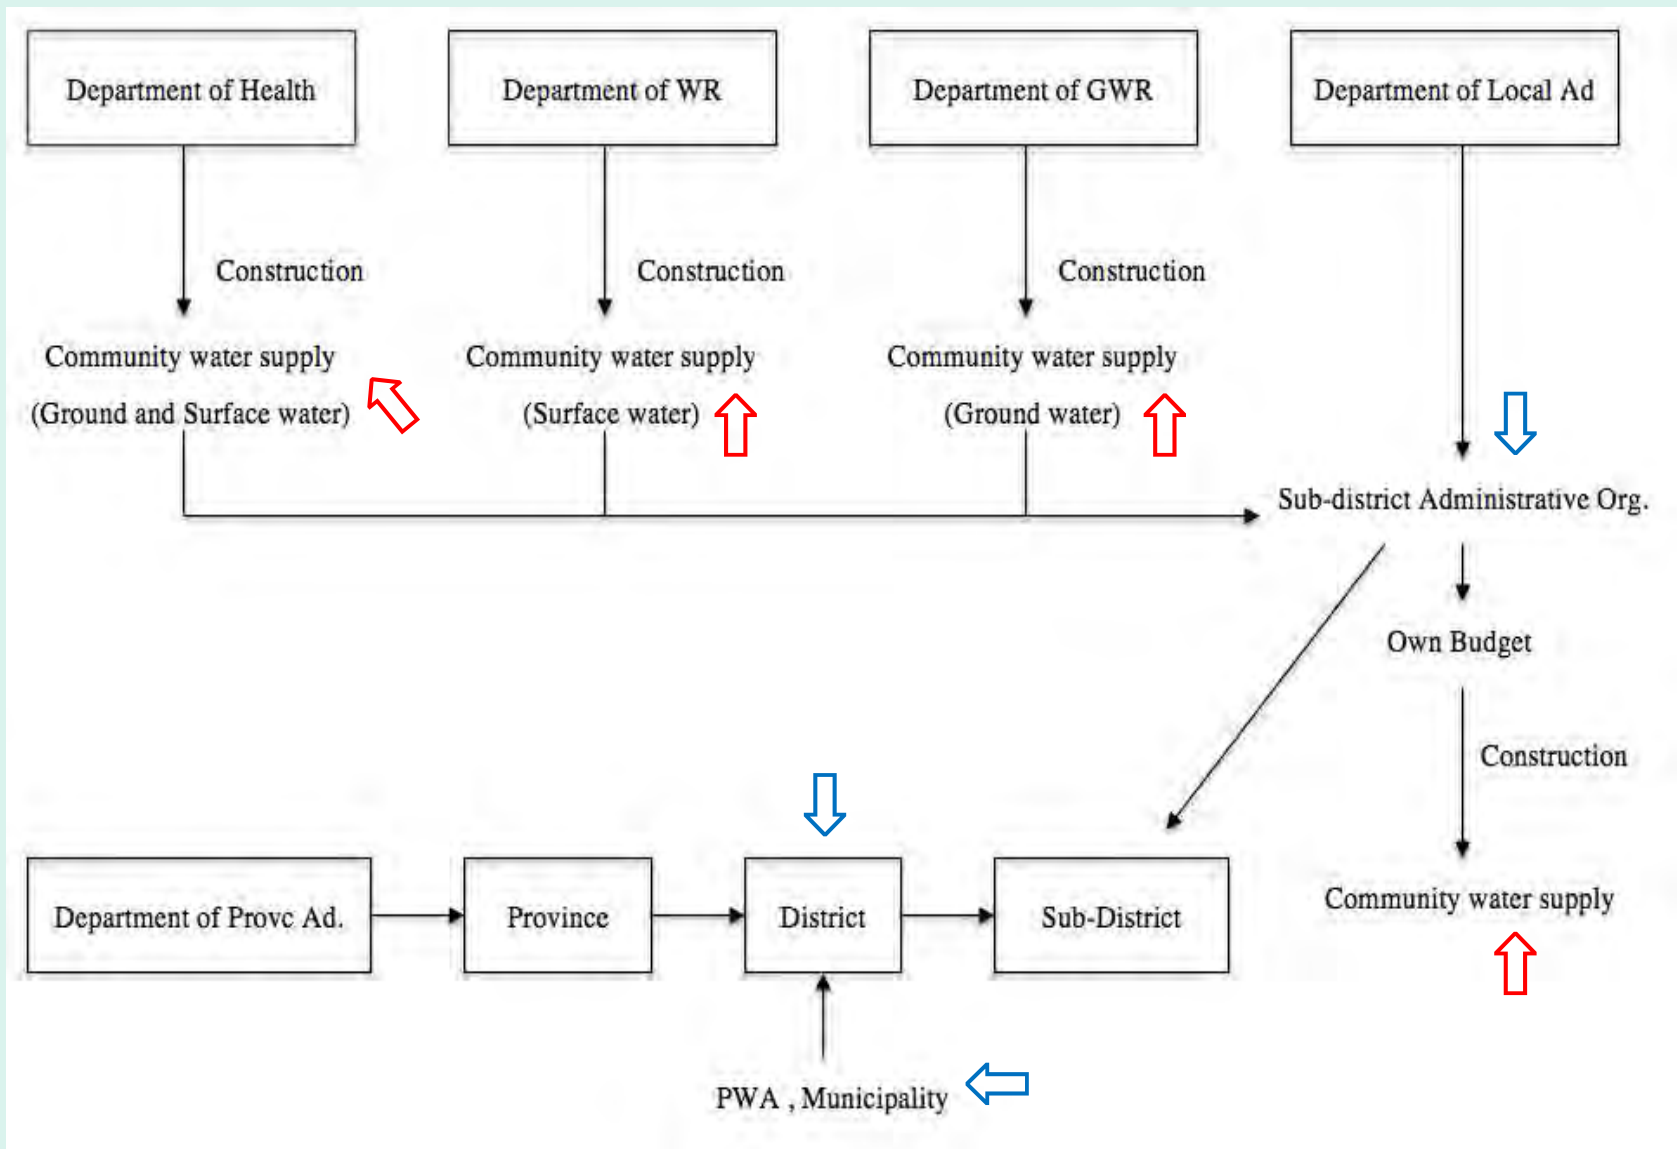 Department of Health
Department of WR
Department of GWR
Department of Local Ad
Construction
Construction
Construction
Community water supply
(Ground and Surface water)
Community water supply
(Surface water)
Community water supply
(Ground water)
Sub-district Administrative Org.
Own Budget
Construction
Community water supply
Department of Provc Ad.
Province
District
Sub-District
PWA , Municipality